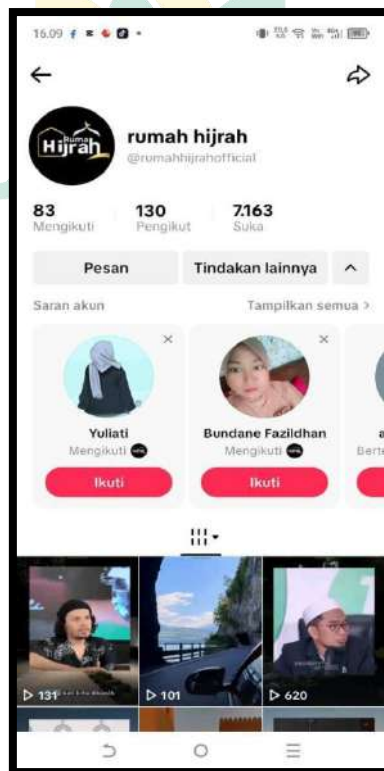 16.09
rumah hijrah
@rumahhijrahofficial
Rumah
Hijrah
83 130 7.163
Mengikuti Pengikut Suka
Pesan Tindakan lainnya
Saran akun Tampilkan semua >
Yuliati Bundane Fazildhan
Mengikuti Mengikuti
Ikuti Ikuti
131 101 620